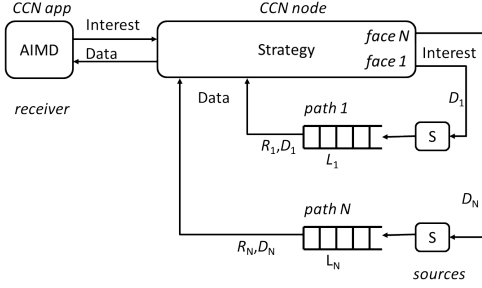 CCN app
CCN node
Interest
face N
AIMD
Strategy
Data
face 1
Interest
receiver
Data
path 1
D1
S
R1,D1
L1
path N
DN
S
RN,DN
LN
sources